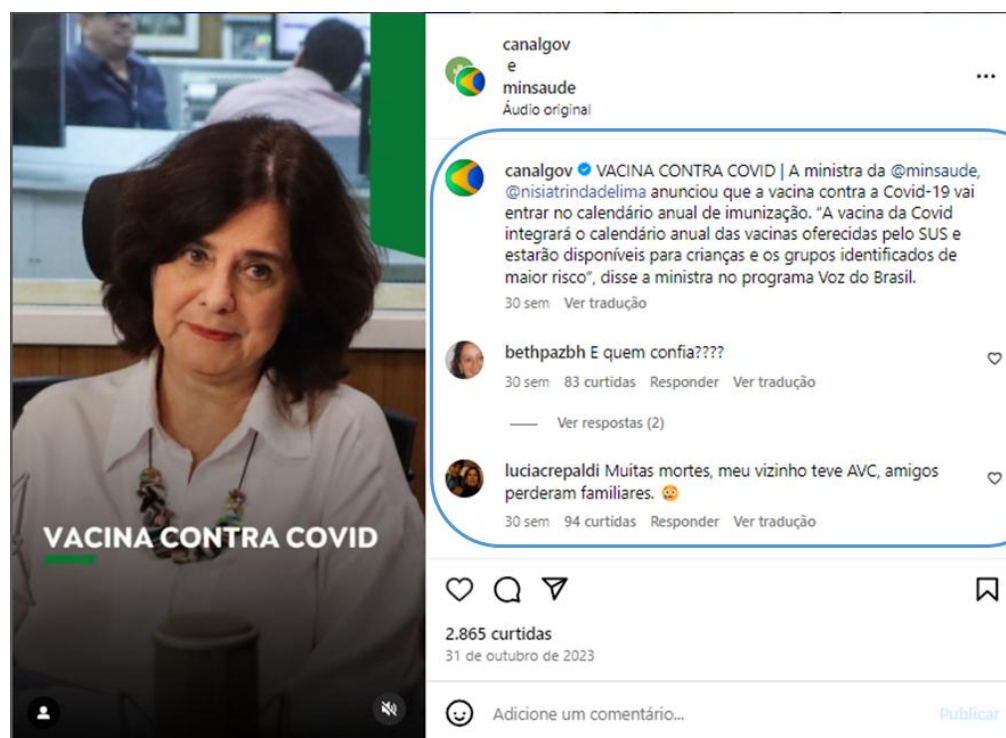 VACINA CONTRA COVID
canalgov
e
minsaude
Áudio original
canalgov VACINA CONTRA COVID | A ministra da @minsaude,
@nisiatrindadelima anunciou que a vacina contra a Covid-19 vai
entrar no calendário anual de imunização. "A vacina da Covid
integrará o calendário anual das vacinas oferecidas pelo SUS e
estarão disponíveis para crianças e os grupos identificados de
maior risco", disse a ministra no programa Voz do Brasil.
30 sem Ver tradução
bethpazbh E quem confia????
30 sem 83 curtidas Responder Ver tradução
Ver respostas (2)
luciacrepaldi Muitas mortes, meu vizinho teve AVC, amigos
perderam familiares. 😳
30 sem 94 curtidas Responder Ver tradução
2.865 curtidas
31 de outubro de 2023
Adicione um comentário... Publicar